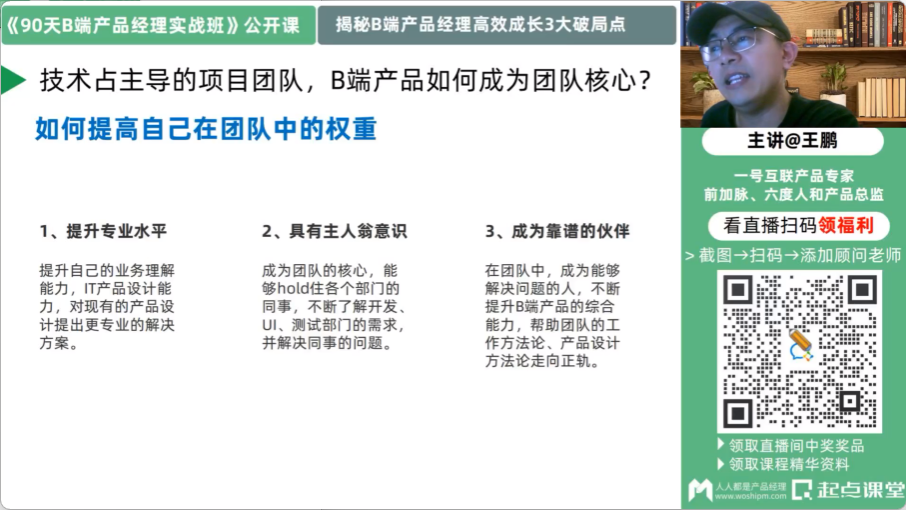 《90天B端产品经理实战班》公开课
揭秘B端产品经理高效成长3大破局点
技术占主导的项目团队，B端产品如何成为团队核心？
如何提高自己在团队中的权重
1、提升专业水平
提升自己的业务理解
能力，IT产品设计能
力，对现有的产品设
计提出更专业的解决
方案。
2、具有主人翁意识
成为团队的核心，能
够hold住各个部门的
同事，不断了解开发、
UI、测试部门的需求，
并解决同事的问题。
3、成为靠谱的伙伴
在团队中，成为能够
解决问题的人，不断
提升B端产品的综合
能力，帮助团队的工
作方法论、产品设计
方法论走向正轨。
主讲@王鹏
一号互联产品专家
前加脉、六度人和产品总监
看直播扫码领福利
>截图→扫码→添加顾问老师
领取直播间中奖奖品
领取课程精华资料
人人都是产品经理
www.woshipm.com
起点课堂